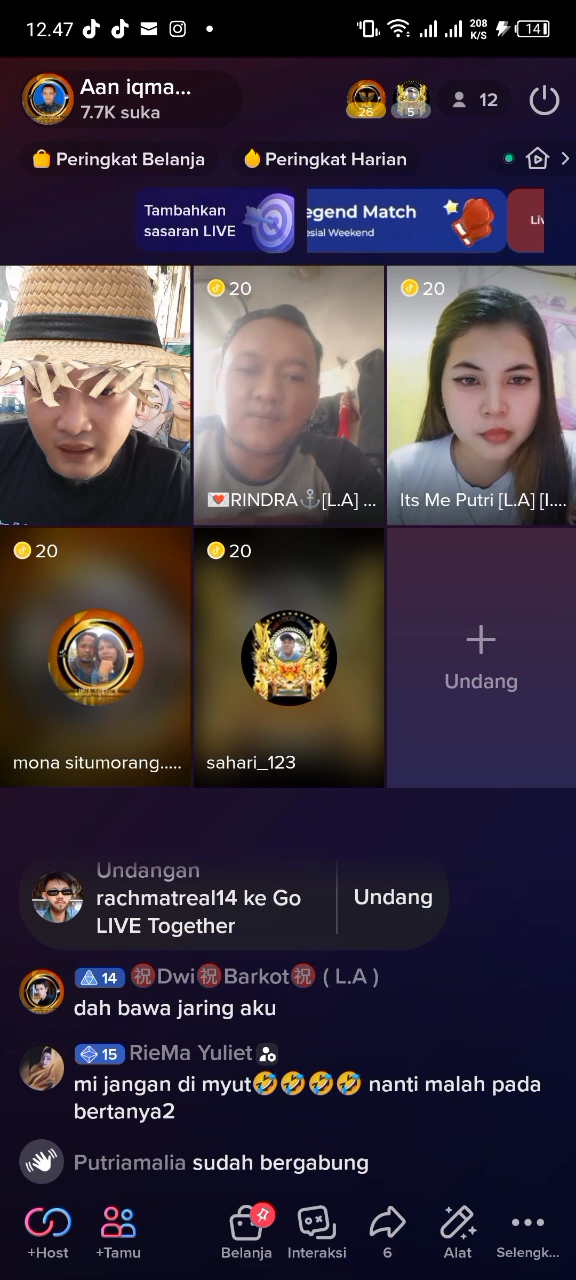 12.47
208
K/S
14
Aan iqma...
7.7K suka
26
5
12
Peringkat Belanja
Peringkat Harian
Tambahkan
sasaran LIVE
egend Match
esial Weekend
Liv
20
20
💌RINDRA⚓[L.A] ...
Its Me Putri [L.A] [I....
20
20
mona situmorang.....
sahari_123
Undang
Undangan
rachmatreal14 ke Go
LIVE Together
Undang
14 ㊗Dwi㊗Barkot㊗ ( L.A )
dah bawa jaring aku
15 RieMa Yuliet
mi jangan di myut🤣🤣🤣🤣 nanti malah pada
bertanya2
Putriamalia sudah bergabung
+Host
+Tamu
Belanja
Interaksi
6
Alat
Selengk...